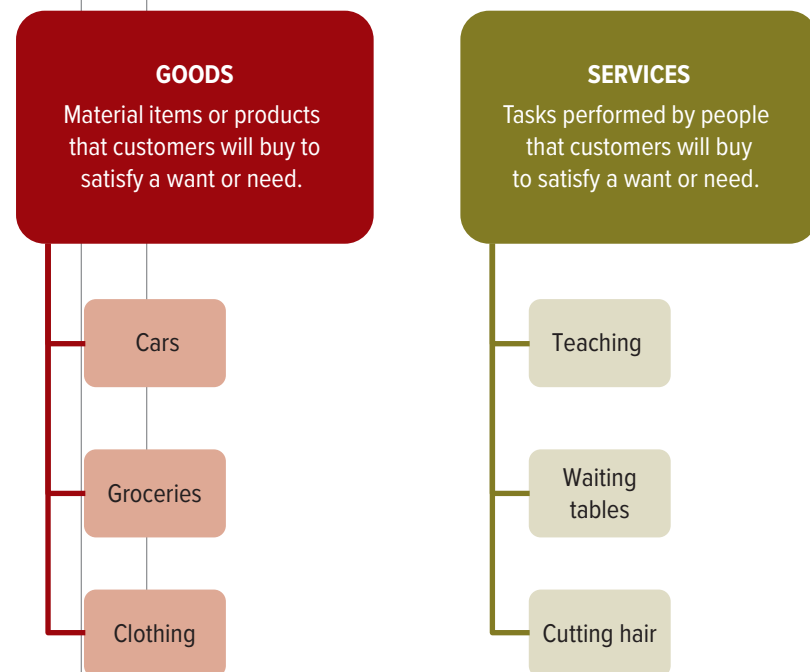 GOODS
Material items or products
that customers will buy to
satisfy a want or need.
Cars
Groceries
Clothing
SERVICES
Tasks performed by people
that customers will buy
to satisfy a want or need.
Teaching
Waiting
tables
Cutting hair